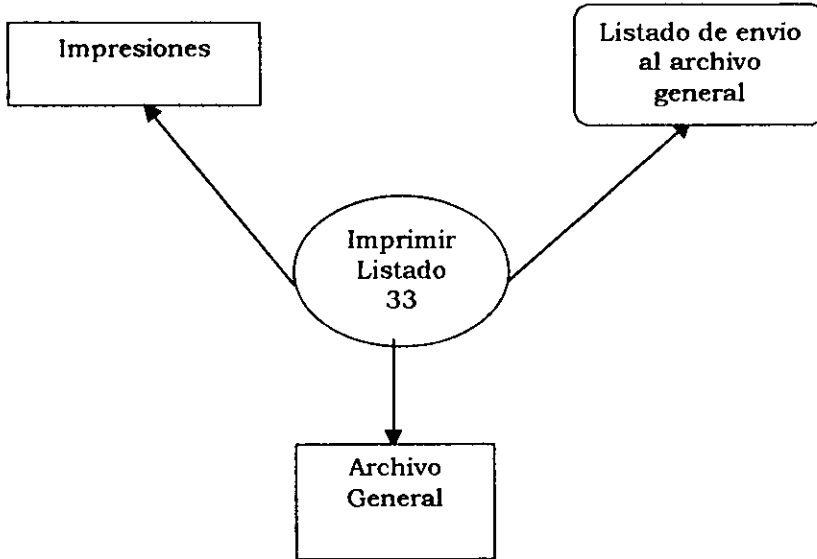 Impresiones
Listado de envio
al archivo
general
Imprimir
Listado
33
Archivo
General